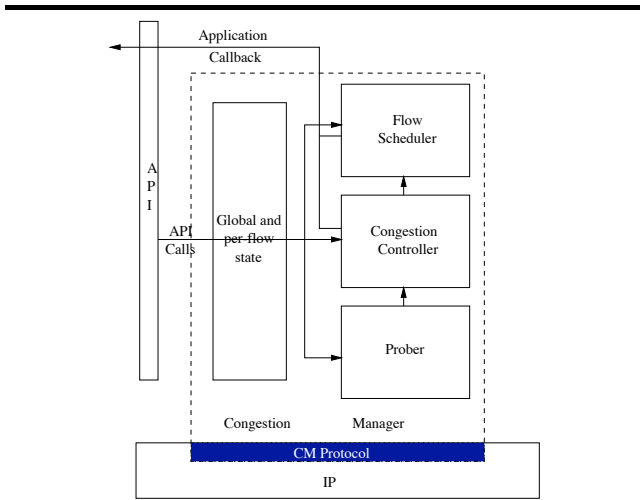 Application
Callback
Flow
Scheduler
A
P
I
API
Calls
Global and
per-flow
state
Congestion
Controller
Prober
Congestion Manager
CM Protocol
IP